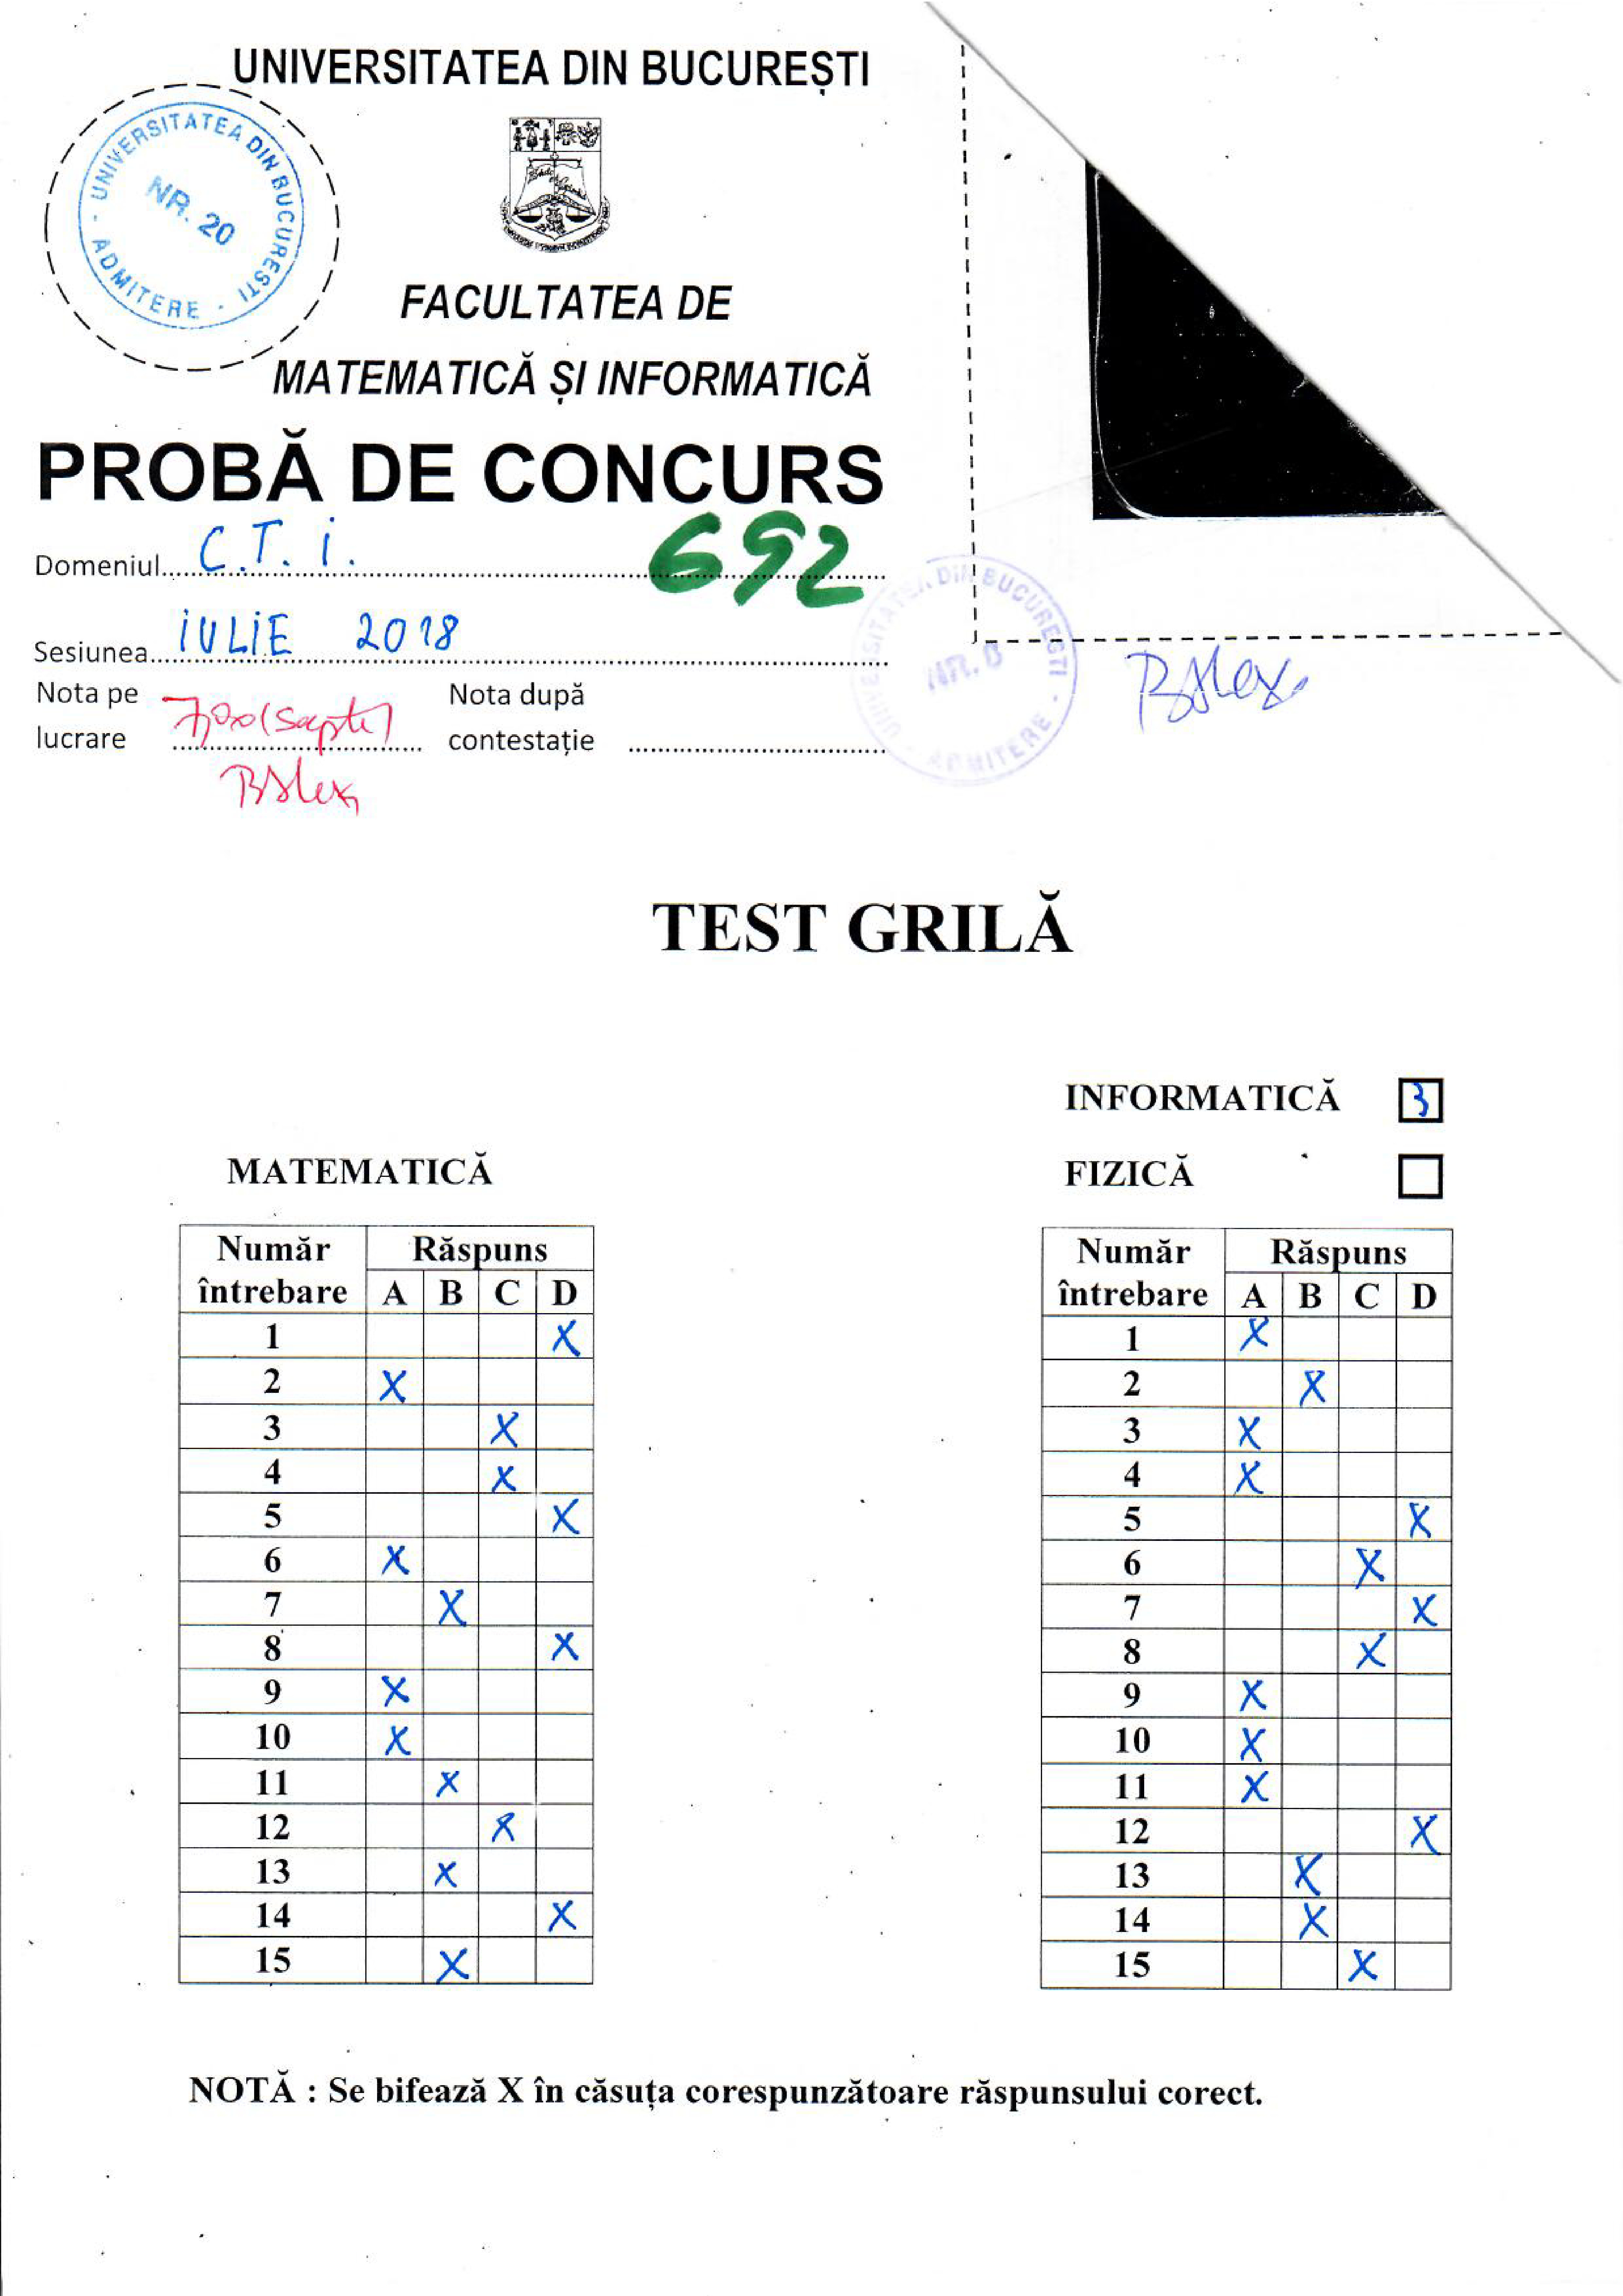 UNIVERSITATEA DIN BUCUREȘTI
UNIVERSITATEA DIN BUCUREȘTI - ADMITERE -
NR. 20
FACULTATEA DE
MATEMATICĂ ȘI INFORMATICĂ
PROBĂ DE CONCURS
Domeniul C.T.I.
692
Sesiunea IULIE 2018
Nota pe lucrare 7,00 (Șapte)
Nota după contestație
UNIVERSITATEA DIN BUCUREȘTI - ADMITERE -
TEST GRILĂ
INFORMATICĂ 3
MATEMATICĂ
FIZICĂ
Număr întrebare Răspuns
A B C D
1 X
2 X
3 X
4 X
5 X
6 X
7 X
8 X
9 X
10 X
11 X
12 X
13 X
14 X
15 X
Număr întrebare Răspuns
A B C D
1 X
2 X
3 X
4 X
5 X
6 X
7 X
8 X
9 X
10 X
11 X
12 X
13 X
14 X
15 X
NOTĂ : Se bifează X în căsuța corespunzătoare răspunsului corect.